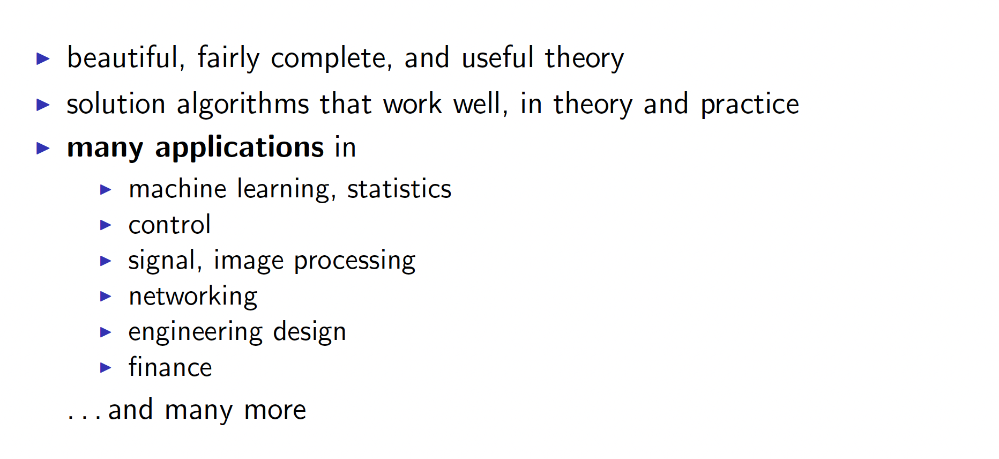 ▶ beautiful, fairly complete, and useful theory
▶ solution algorithms that work well, in theory and practice
▶ many applications in
▶ machine learning, statistics
▶ control
▶ signal, image processing
▶ networking
▶ engineering design
▶ finance
. . . and many more